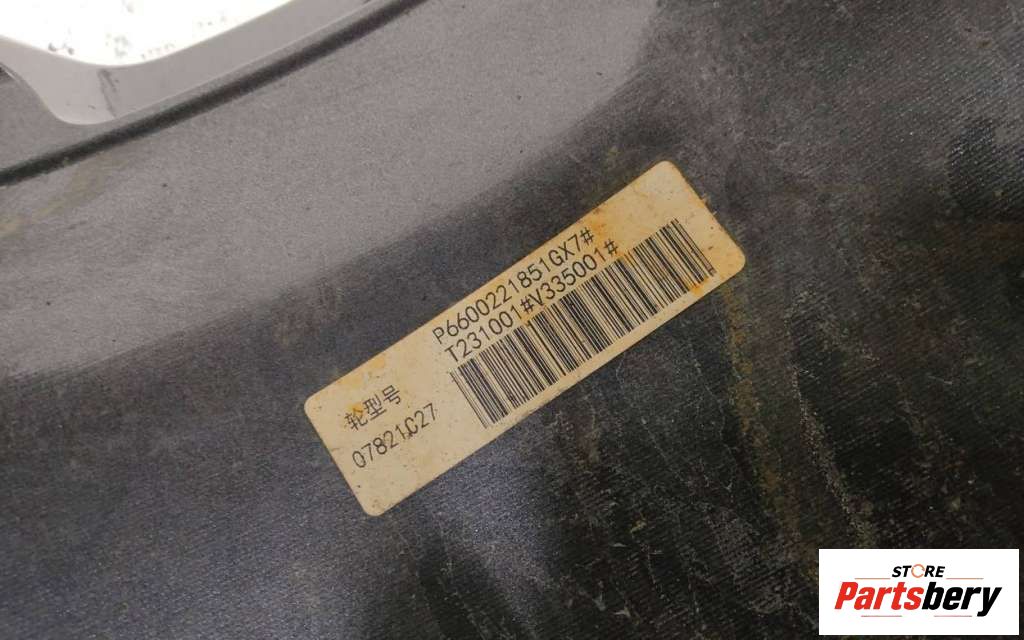 P6600221851GX7#
T231001#V335001#
轮型号
07821C27
STORE
Partsbery